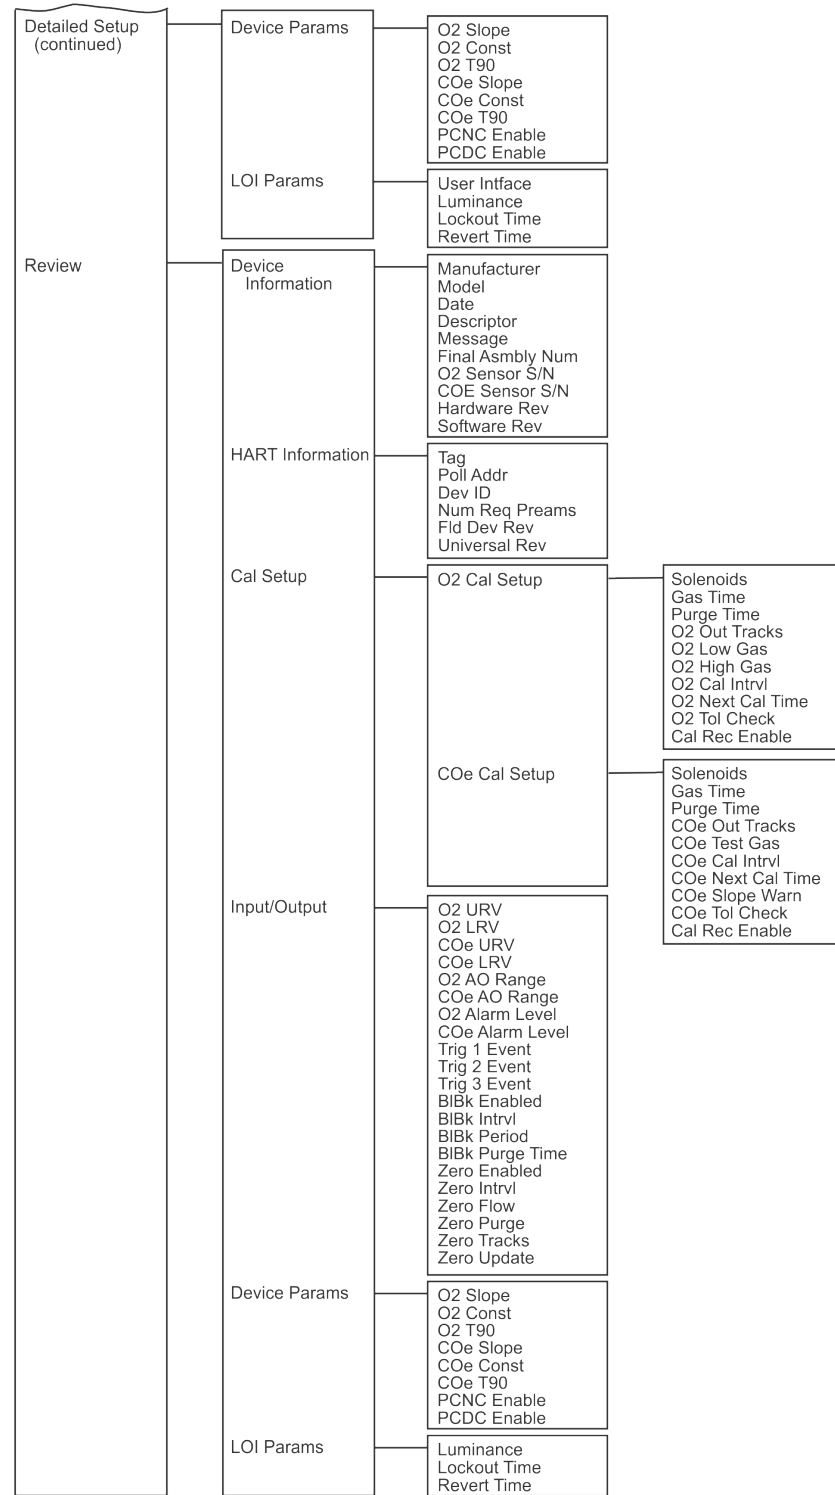 Detailed Setup
(continued)
Device Params
O2 Slope
O2 Const
O2 T90
COe Slope
COe Const
COe T90
PCNC Enable
PCDC Enable
LOI Params
User Intface
Luminance
Lockout Time
Revert Time
Review
Device
Information
Manufacturer
Model
Date
Descriptor
Message
Final Asmbly Num
O2 Sensor S/N
COE Sensor S/N
Hardware Rev
Software Rev
HART Information
Tag
Poll Addr
Dev ID
Num Req Preams
Fld Dev Rev
Universal Rev
Cal Setup
O2 Cal Setup
Solenoids
Gas Time
Purge Time
O2 Out Tracks
O2 Low Gas
O2 High Gas
O2 Cal Intrvl
O2 Next Cal Time
O2 Tol Check
Cal Rec Enable
COe Cal Setup
Solenoids
Gas Time
Purge Time
COe Out Tracks
COe Test Gas
COe Cal Intrvl
COe Next Cal Time
COe Slope Warn
COe Tol Check
Cal Rec Enable
Input/Output
O2 URV
O2 LRV
COe URV
COe LRV
O2 AO Range
COe AO Range
O2 Alarm Level
COe Alarm Level
Trig 1 Event
Trig 2 Event
Trig 3 Event
BlBk Enabled
BlBk Intrvl
BlBk Period
BlBk Purge Time
Zero Enabled
Zero Intrvl
Zero Flow
Zero Purge
Zero Tracks
Zero Update
Device Params
O2 Slope
O2 Const
O2 T90
COe Slope
COe Const
COe T90
PCNC Enable
PCDC Enable
LOI Params
Luminance
Lockout Time
Revert Time